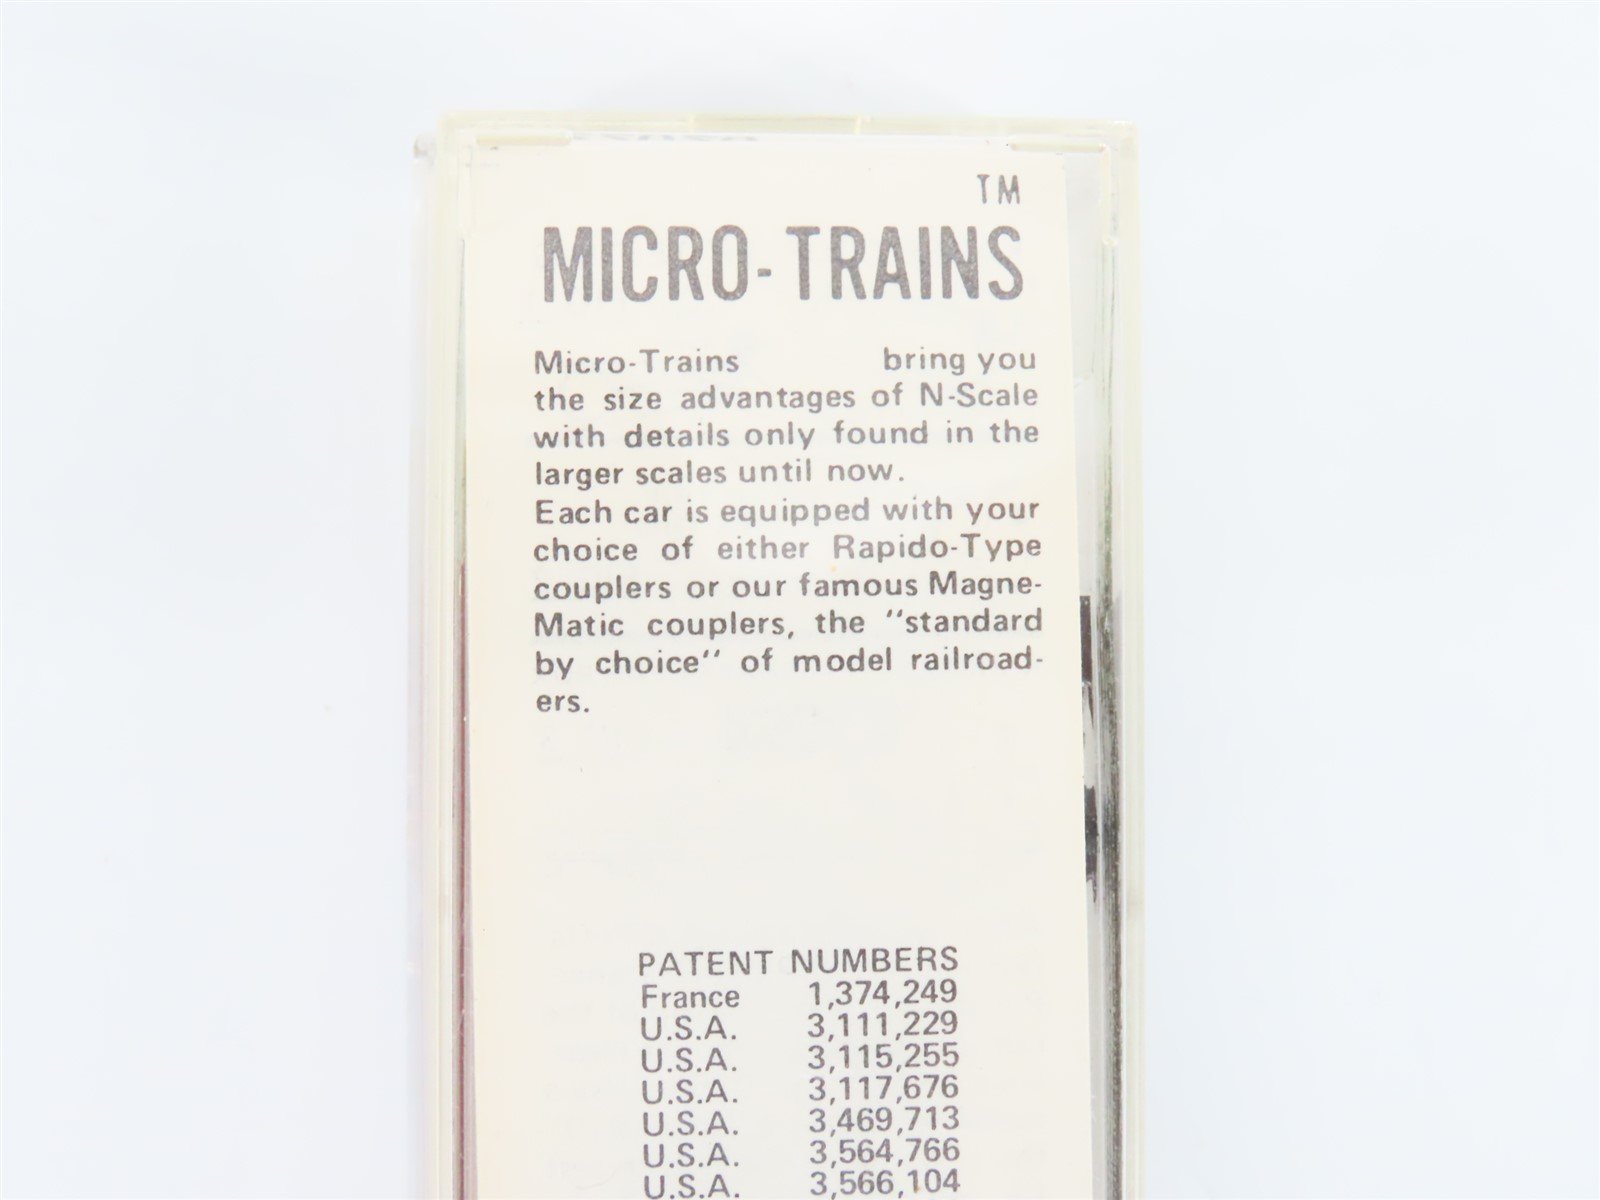 TM
MICRO-TRAINS
Micro-Trains bring you
the size advantages of N-Scale
with details only found in the
larger scales until now.
Each car is equipped with your
choice of either Rapido-Type
couplers or our famous Magne-
Matic couplers, the "standard
by choice" of model railroad-
ers.
PATENT NUMBERS
France 1,374,249
U.S.A. 3,111,229
U.S.A. 3,115,255
U.S.A. 3,117,676
U.S.A. 3,469,713
U.S.A. 3,564,766
U.S.A. 3,566,104